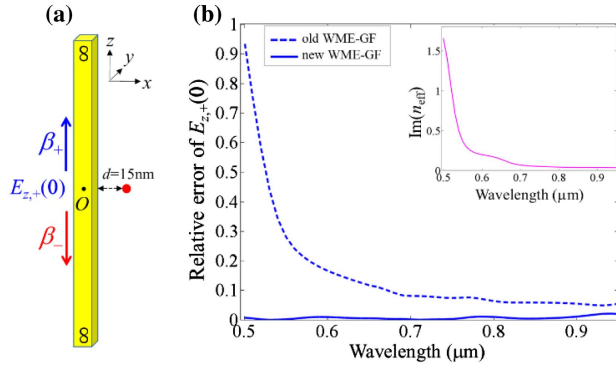 (a)
∞
z
y
x
β₊
d=15nm
E_{z,+}(0)
O
β₋
∞
(b)
1
0.9
0.8
0.7
0.6
0.5
0.4
0.3
0.2
0.1
0
Relative error of E_{z,+}(0)
old WME-GF
new WME-GF
1.5
1
0.5
0
Im(n_eff)
0.5 0.6 0.7 0.8 0.9
Wavelength (μm)
0.5 0.6 0.7 0.8 0.9
Wavelength (μm)